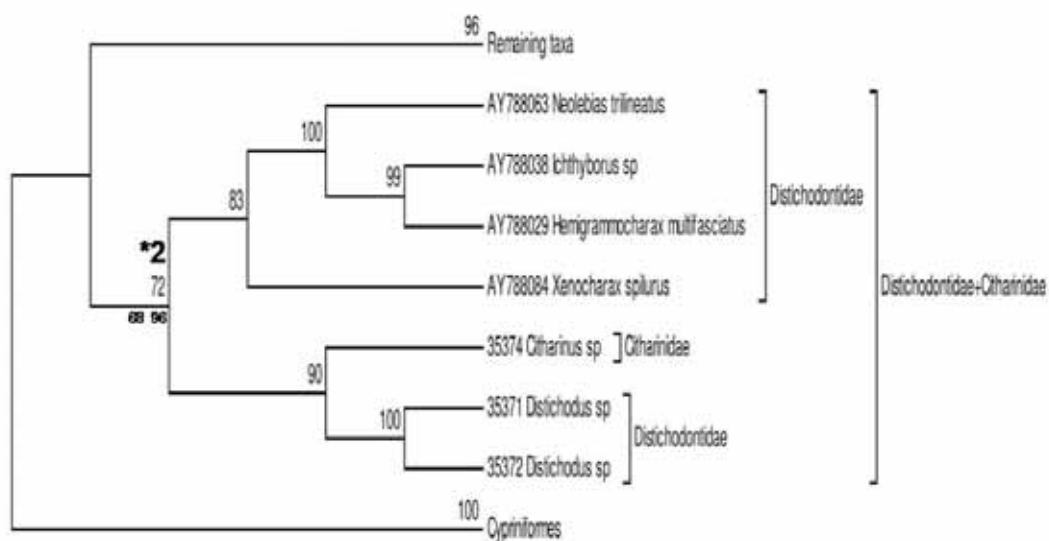 96
Remaining taxa
AY788063 Neolebias trilineatus
100
AY788038 Ichthyborus sp
99
83
AY788029 Hemigrammocharax multifasciatus
Distichodontidae
*2
72
68 96
AY788084 Xenocharax spilurus
Distichodontidae+Citharinidae
35374 Citharinus sp
Citharinidae
90
35371 Distichodus sp
100
Distichodontidae
35372 Distichodus sp
100
Cypriniformes